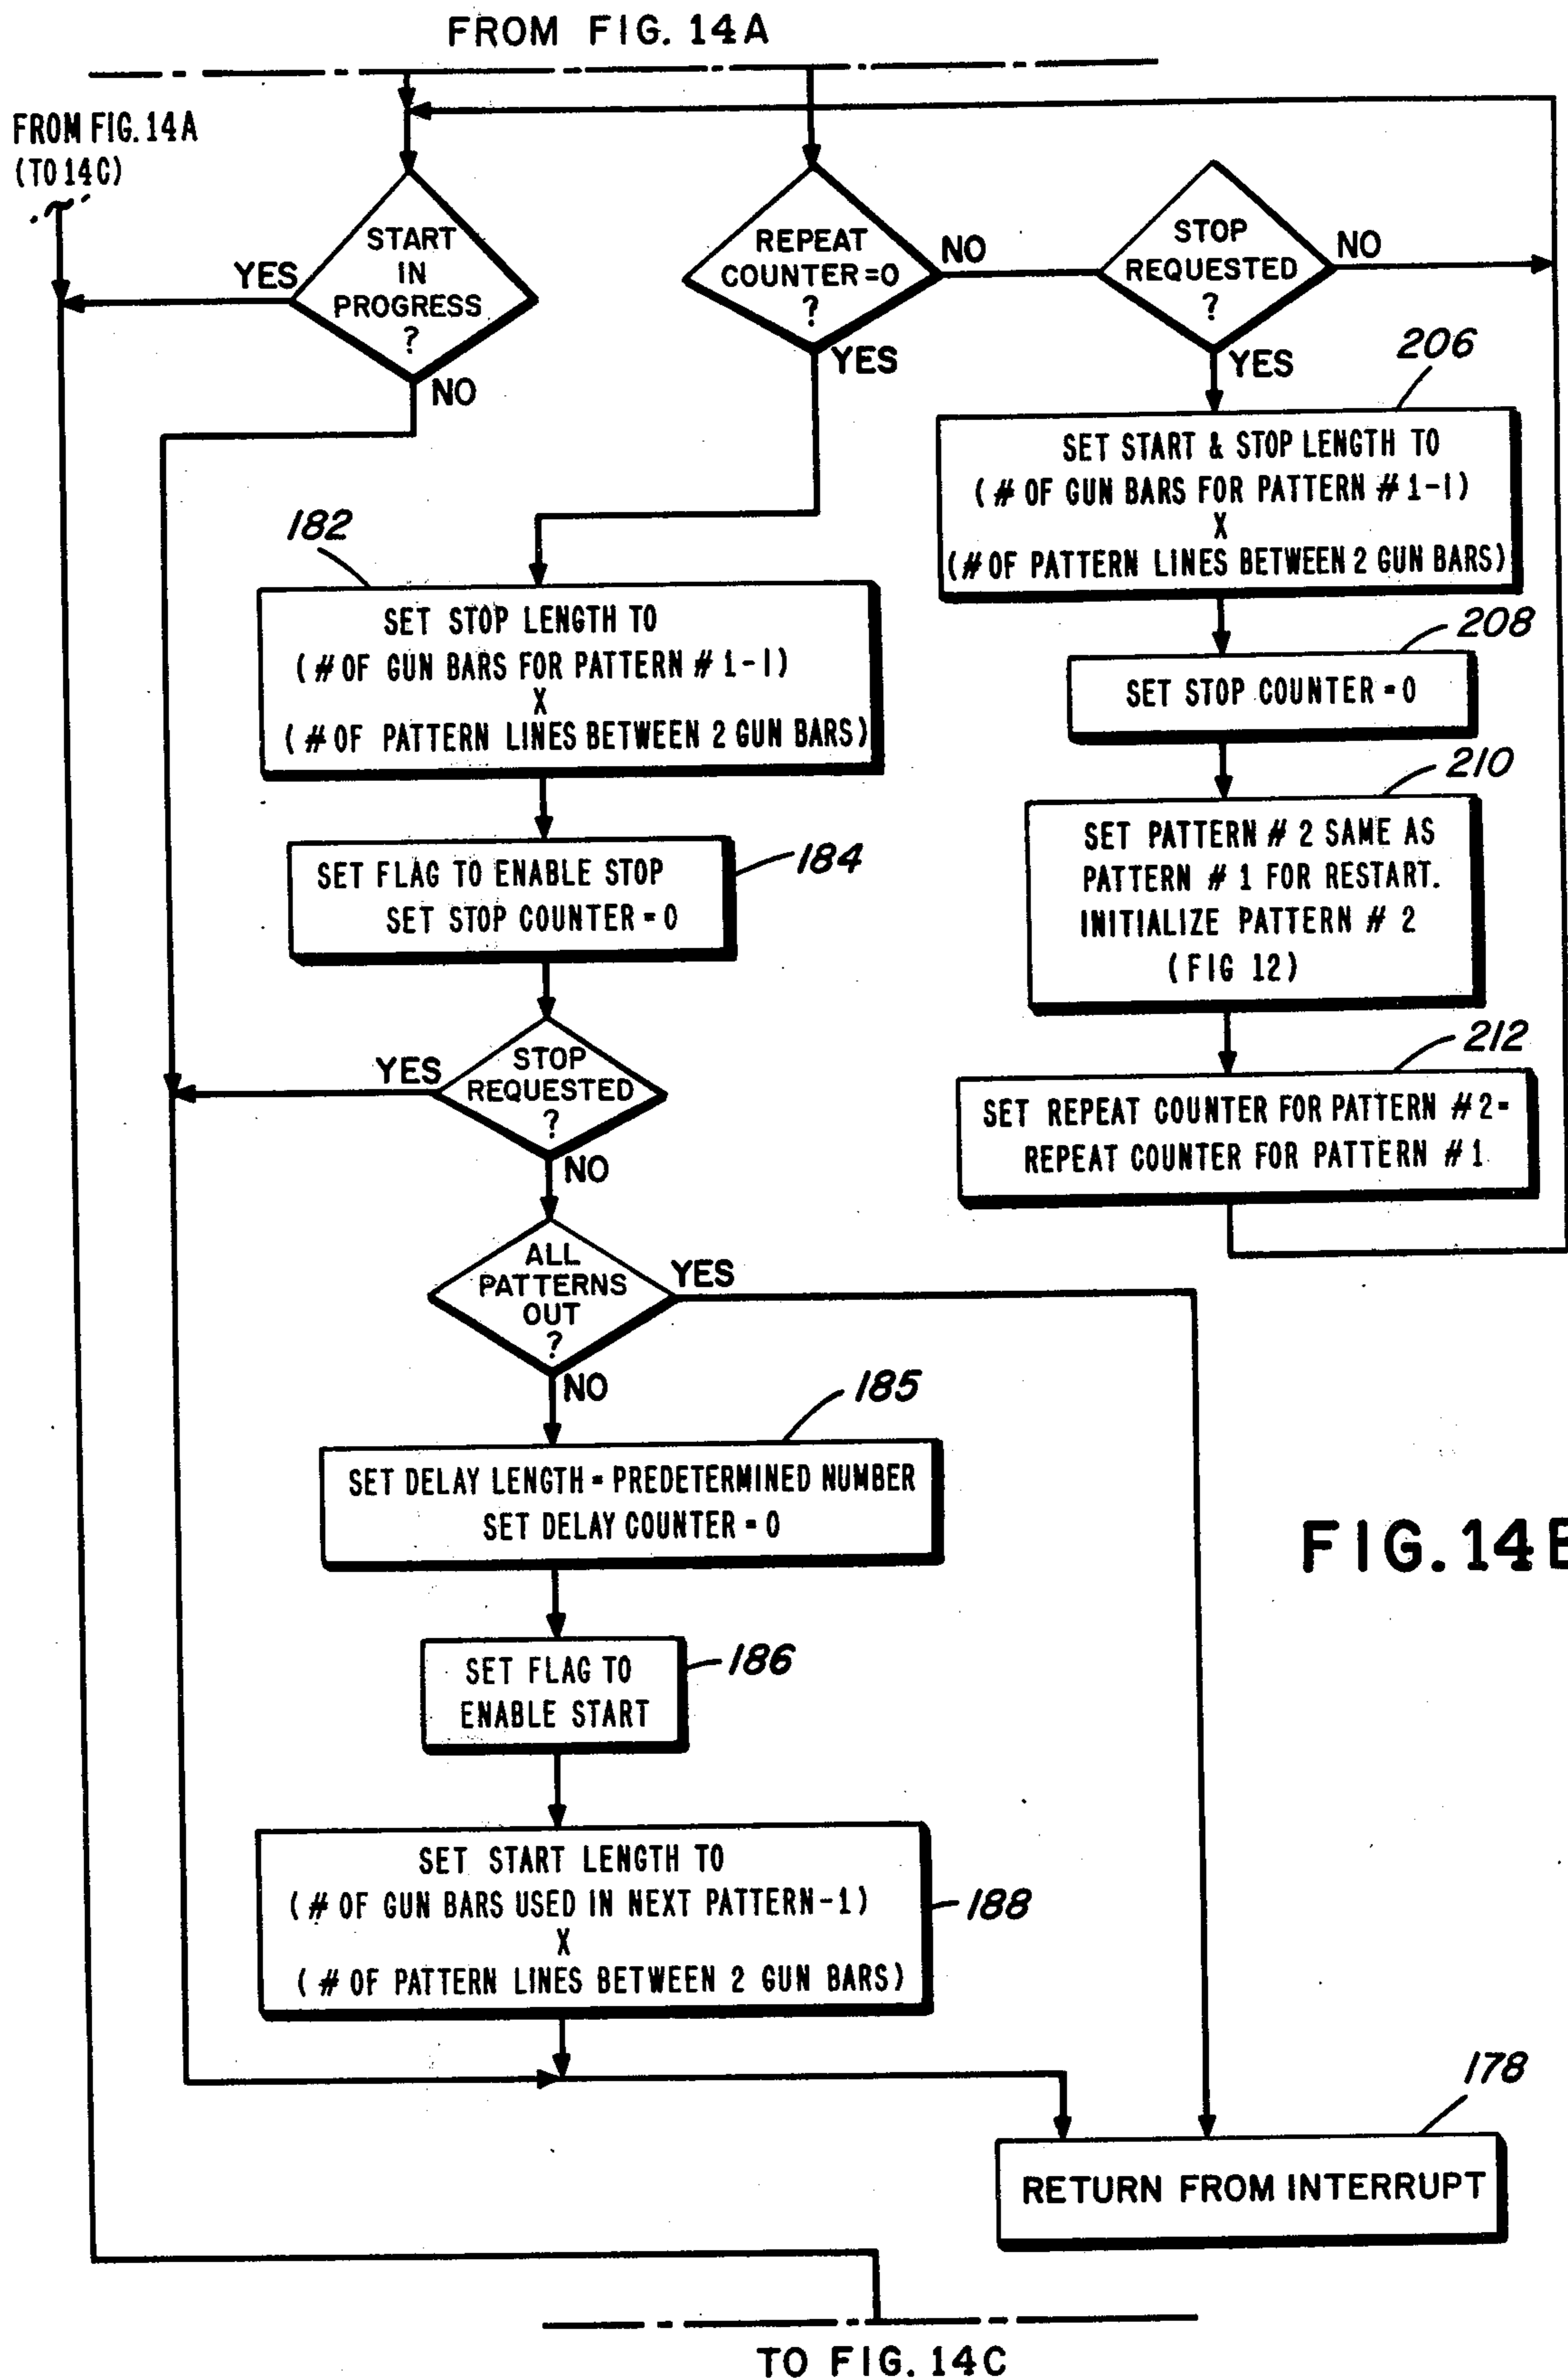 FROM FIG. 14A
FROM FIG. 14A
(TO 14C)
START
IN
PROGRESS
?
YES
NO
REPEAT
COUNTER=0
?
NO
YES
STOP
REQUESTED
?
NO
YES
206
SET START & STOP LENGTH TO
(# OF GUN BARS FOR PATTERN #1-1)
X
(# OF PATTERN LINES BETWEEN 2 GUN BARS)
208
SET STOP COUNTER = 0
210
SET PATTERN # 2 SAME AS
PATTERN # 1 FOR RESTART.
INITIALIZE PATTERN # 2
(FIG 12)
212
SET REPEAT COUNTER FOR PATTERN #2=
REPEAT COUNTER FOR PATTERN #1
182
SET STOP LENGTH TO
(# OF GUN BARS FOR PATTERN #1-1)
X
(# OF PATTERN LINES BETWEEN 2 GUN BARS)
184
SET FLAG TO ENABLE STOP
SET STOP COUNTER = 0
STOP
REQUESTED
?
YES
NO
ALL
PATTERNS
OUT
?
YES
NO
185
SET DELAY LENGTH = PREDETERMINED NUMBER
SET DELAY COUNTER = 0
FIG. 14B
186
SET FLAG TO
ENABLE START
188
SET START LENGTH TO
(# OF GUN BARS USED IN NEXT PATTERN-1)
X
(# OF PATTERN LINES BETWEEN 2 GUN BARS)
178
RETURN FROM INTERRUPT
TO FIG. 14C